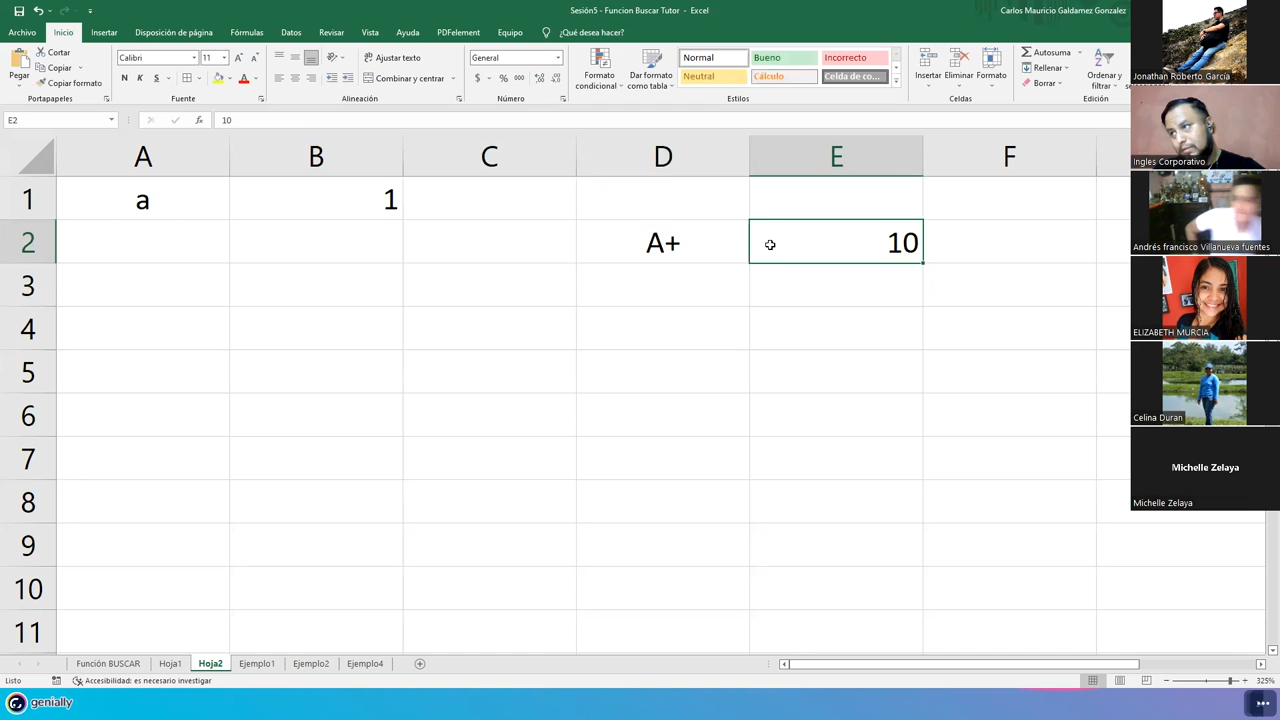 Sesión5 - Funcion Buscar Tutor - Excel
Carlos Mauricio Galdamez Gonzalez
Archivo Inicio Insertar Disposición de página Fórmulas Datos Revisar Vista Ayuda PDFelement Equipo ¿Qué desea hacer?
Pegar
Cortar
Copiar
Copiar formato
Portapapeles
Calibri 11
N K S
Fuente
Ajustar texto
Combinar y centrar
Alineación
General
$ % 000
Número
Formato condicional
Dar formato como tabla
Normal Bueno Incorrecto
Neutral Cálculo Celda de co...
Estilos
Insertar Eliminar Formato
Celdas
Autosuma
Rellenar
Borrar
Ordenar y filtrar
Edición
E2 fx 10
A B C D E F
1 a 1
2 A+ 10
3
4
5
6
7
8
9
10
11
Función BUSCAR Hoja1 Hoja2 Ejemplo1 Ejemplo2 Ejemplo4
Listo Accesibilidad: es necesario investigar 325%
genially
Jonathan Roberto García
Ingles Corporativo
Andrés francisco Villanueva fuentes
ELIZABETH MURCIA
Celina Duran
Michelle Zelaya
Michelle Zelaya